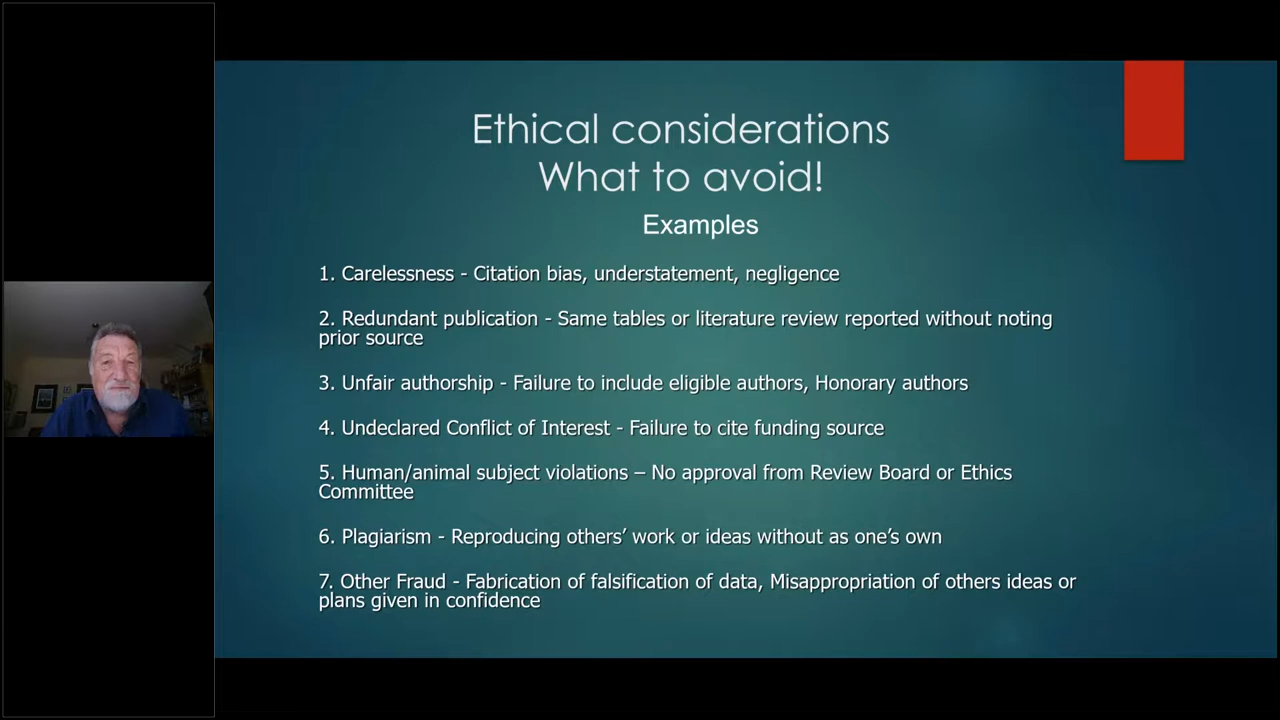 Ethical considerations
What to avoid!
Examples
1. Carelessness - Citation bias, understatement, negligence
2. Redundant publication - Same tables or literature review reported without noting
prior source
3. Unfair authorship - Failure to include eligible authors, Honorary authors
4. Undeclared Conflict of Interest - Failure to cite funding source
5. Human/animal subject violations – No approval from Review Board or Ethics
Committee
6. Plagiarism - Reproducing others’ work or ideas without as one’s own
7. Other Fraud - Fabrication of falsification of data, Misappropriation of others ideas or
plans given in confidence